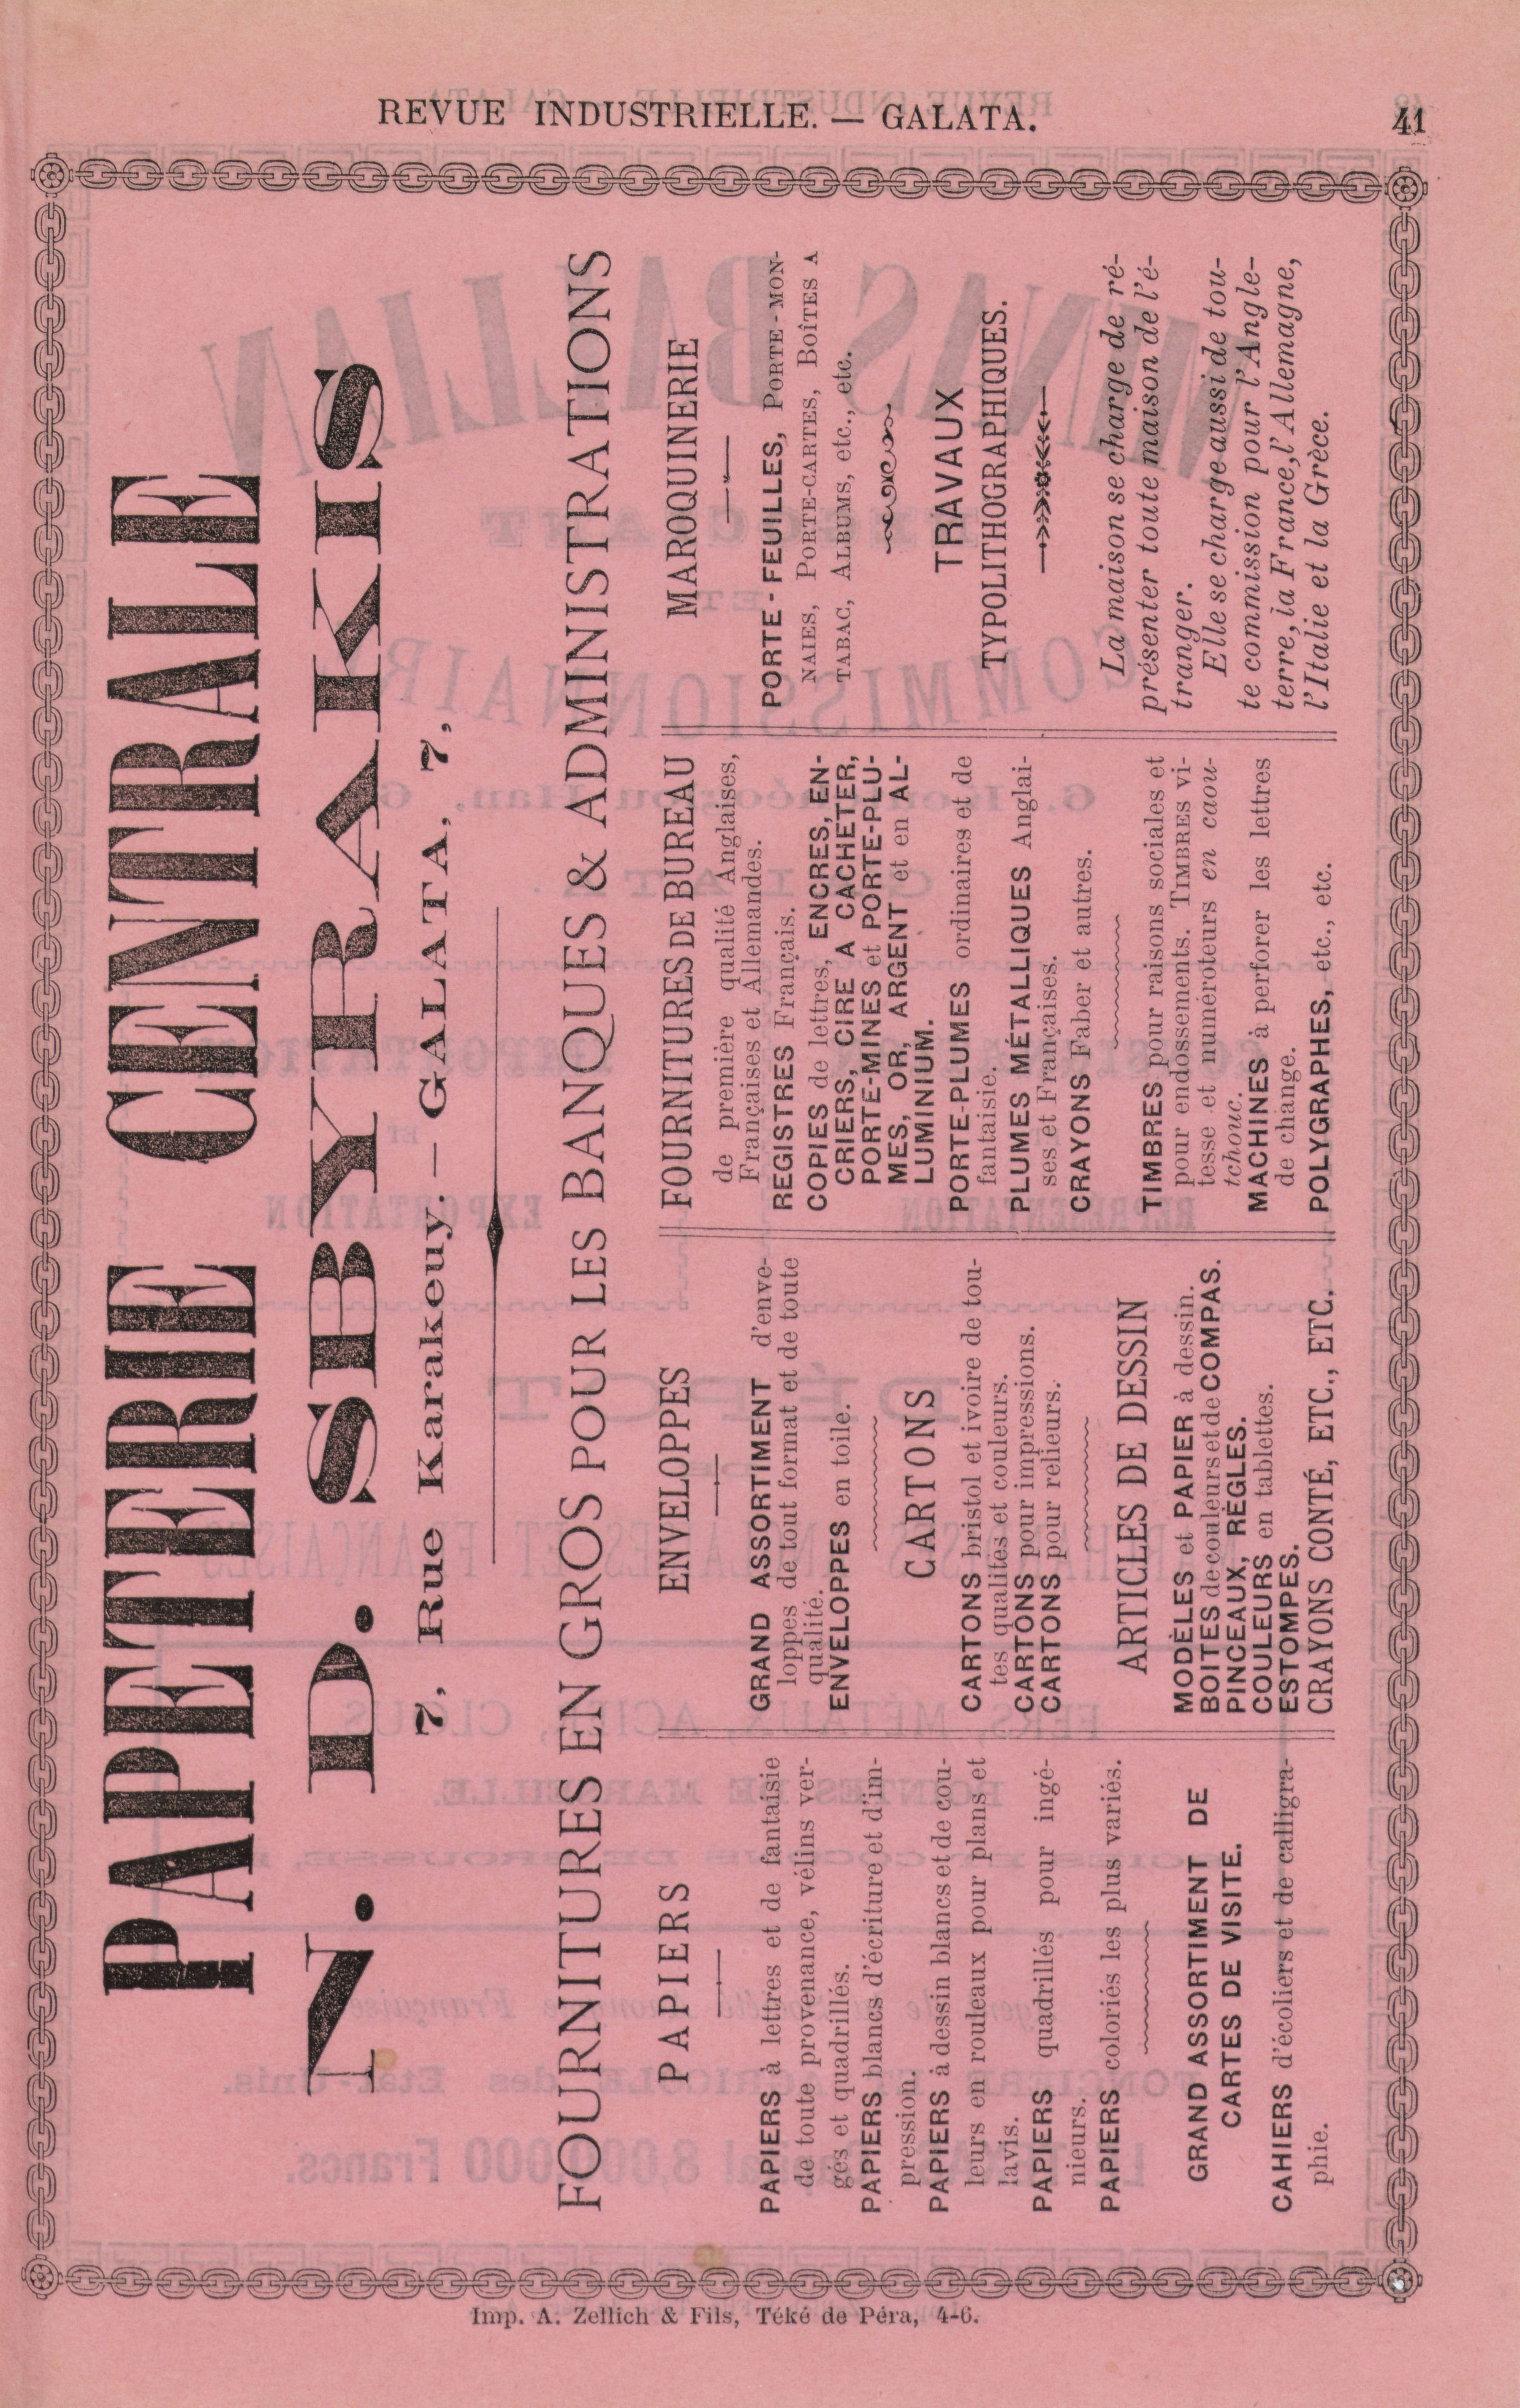 REVUE INDUSTRIELLE. — GALATA.
41
PAPETERIE CENTRALE
N. D. SBYRAKIS
7, Rue Karakeuy. — GALATA, 7,
FOURNITURES EN GROS POUR LES BANQUES & ADMINISTRATIONS
PAPIERS
PAPIERS à lettres et de fantaisie
de toute provenance, vélins ver-
gés et quadrillés.
PAPIERS blancs d'écriture et d'im-
pression.
PAPIERS à dessin blancs et de cou-
leurs en rouleaux pour plans et
lavis.
PAPIERS quadrillés pour ingé-
nieurs.
PAPIERS coloriés les plus variés.
GRAND ASSORTIMENT DE
CARTES DE VISITE.
CAHIERS d'écoliers et de calligra-
phie.
ENVELOPPES
GRAND ASSORTIMENT d'enve-
loppes de tout format et de toute
qualité.
ENVELOPPES en toile.
CARTONS
CARTONS bristol et ivoire de tou-
tes qualités et couleurs.
CARTONS pour impressions.
CARTONS pour relieurs.
ARTICLES DE DESSIN
MODÈLES et PAPIER à dessin.
BOITES de couleurs et de COMPAS.
PINCEAUX, RÈGLES.
COULEURS en tablettes.
ESTOMPES.
CRAYONS CONTÉ, ETC., ETC.
FOURNITURES DE BUREAU
de première qualité Anglaises,
Françaises et Allemandes.
REGISTRES Français.
COPIES de lettres, ENCRES, EN-
CRIERS, CIRE A CACHETER,
PORTE-MINES et PORTE-PLU-
MES, OR, ARGENT et en AL-
LUMINIUM.
PORTE-PLUMES ordinaires et de
fantaisie.
PLUMES MÉTALLIQUES Anglai-
ses et Françaises.
CRAYONS Faber et autres.
TIMBRES pour raisons sociales et
pour endossements. TIMBRES vi-
tesse et numéroteurs en caou-
tchouc.
MACHINES à perforer les lettres
de change.
POLYGRAPHES, etc., etc.
MAROQUINERIE
PORTE-FEUILLES, PORTE-MON-
NAIES, PORTE-CARTES, BOÎTES A
TABAC, ALBUMS, etc., etc.
TRAVAUX
TYPOLITHOGRAPHIQUES.
La maison se charge de ré-
présenter toute maison de l'é-
tranger.
Elle se charge aussi de tou-
te commission pour l'Angle-
terre, la France, l'Allemagne,
l'Italie et la Grèce.
Imp. A. Zellich & Fils, Téké de Péra, 4-6.